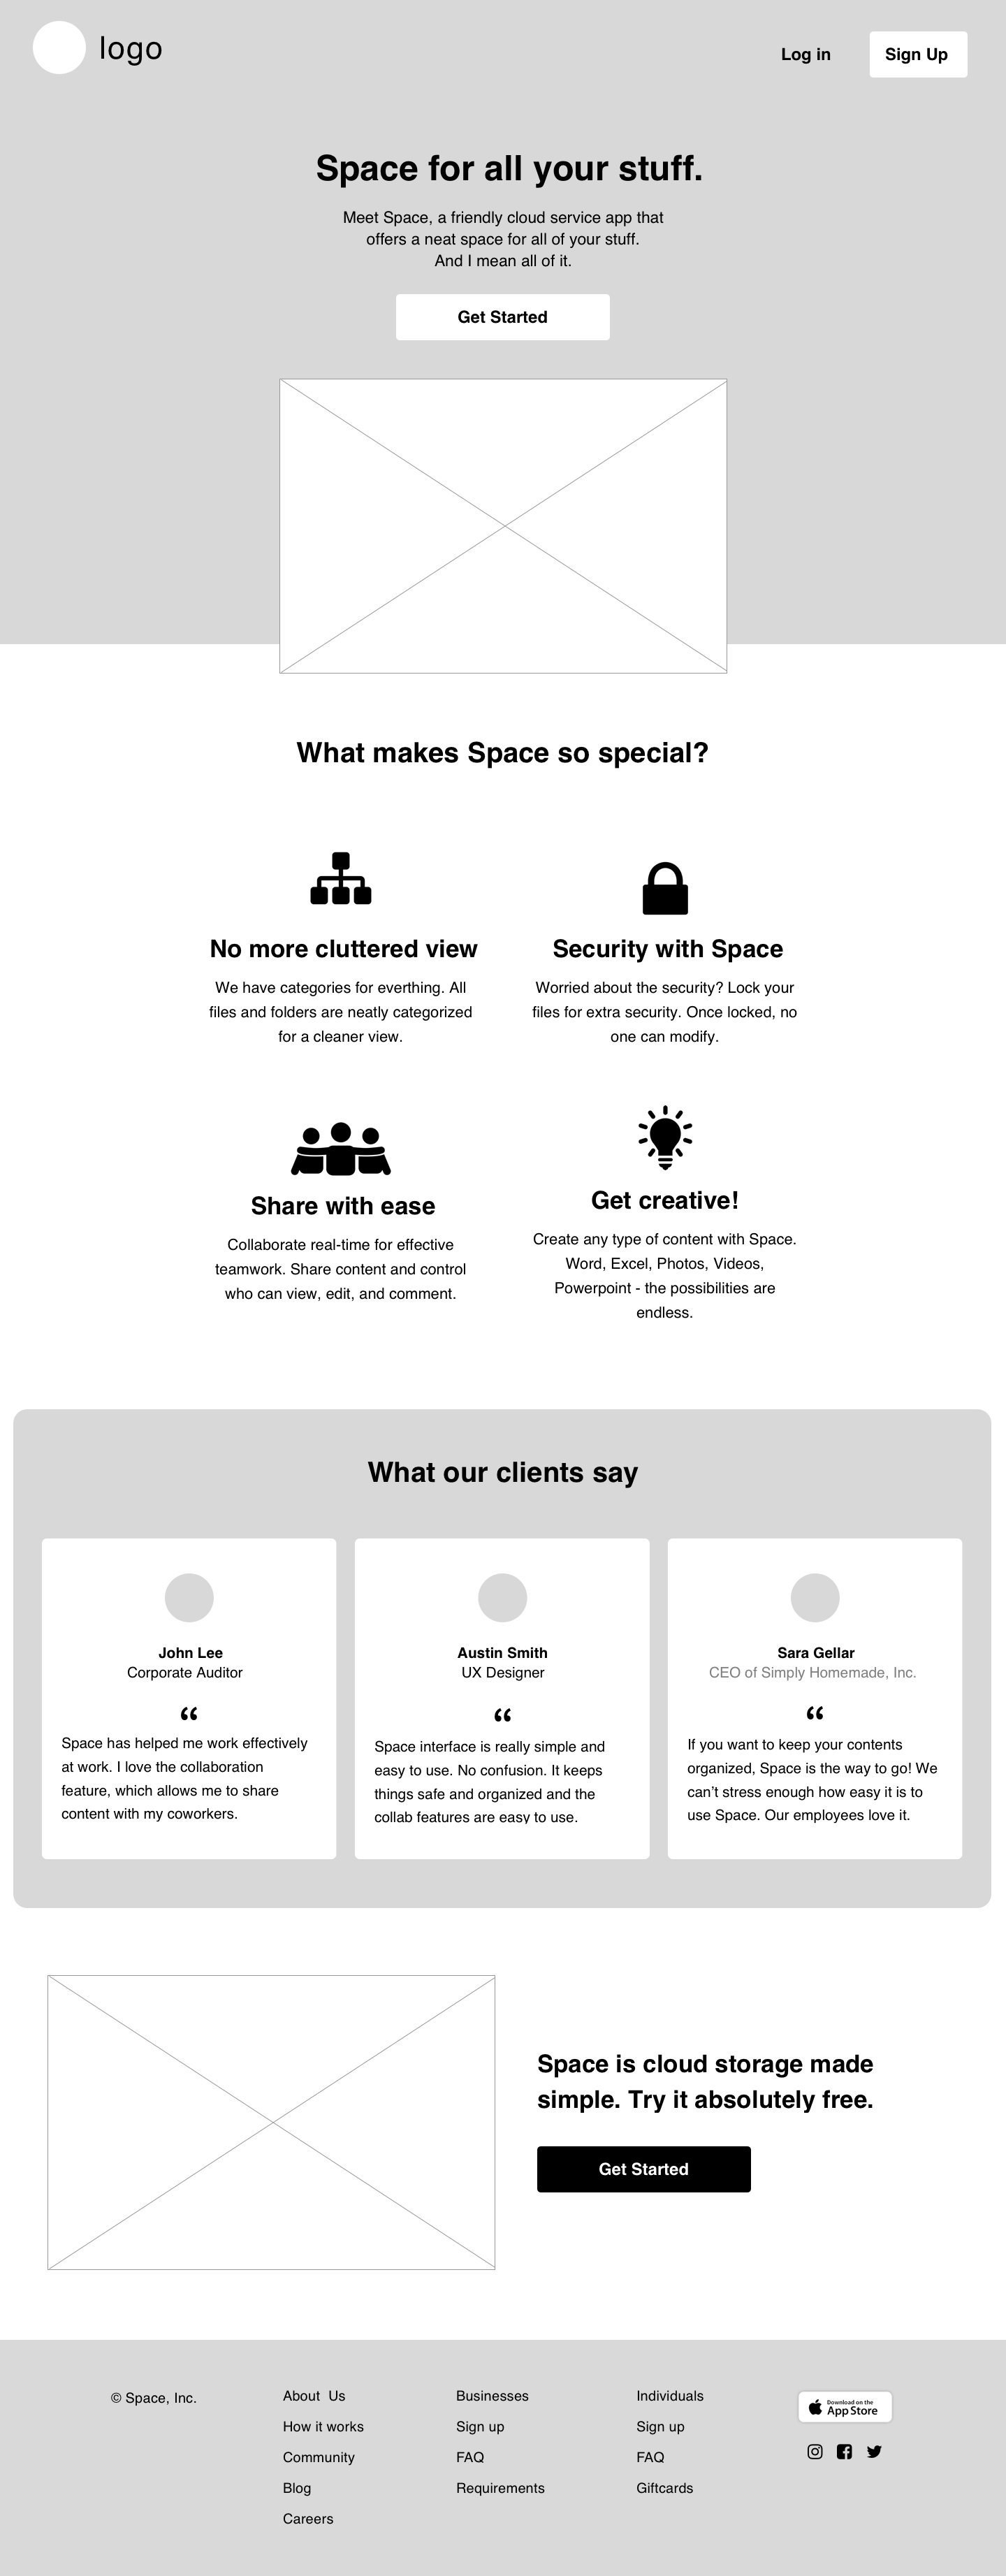 logo
Log in
Sign Up
Space for all your stuff.
Meet Space, a friendly cloud service app that
offers a neat space for all of your stuff.
And I mean all of it.
Get Started
What makes Space so special?
No more cluttered view
We have categories for everthing. All
files and folders are neatly categorized
for a cleaner view.
Security with Space
Worried about the security? Lock your
files for extra security. Once locked, no
one can modify.
Share with ease
Collaborate real-time for effective
teamwork. Share content and control
who can view, edit, and comment.
Get creative!
Create any type of content with Space.
Word, Excel, Photos, Videos,
Powerpoint - the possibilities are
endless.
What our clients say
John Lee
Corporate Auditor
“
Space has helped me work effectively
at work. I love the collaboration
feature, which allows me to share
content with my coworkers.
Austin Smith
UX Designer
“
Space interface is really simple and
easy to use. No confusion. It keeps
things safe and organized and the
collab features are easy to use.
Sara Gellar
CEO of Simply Homemade, Inc.
“
If you want to keep your contents
organized, Space is the way to go! We
can’t stress enough how easy it is to
use Space. Our employees love it.
Space is cloud storage made
simple. Try it absolutely free.
Get Started
© Space, Inc.
About Us
How it works
Community
Blog
Careers
Businesses
Sign up
FAQ
Requirements
Individuals
Sign up
FAQ
Giftcards
Download on the
App Store